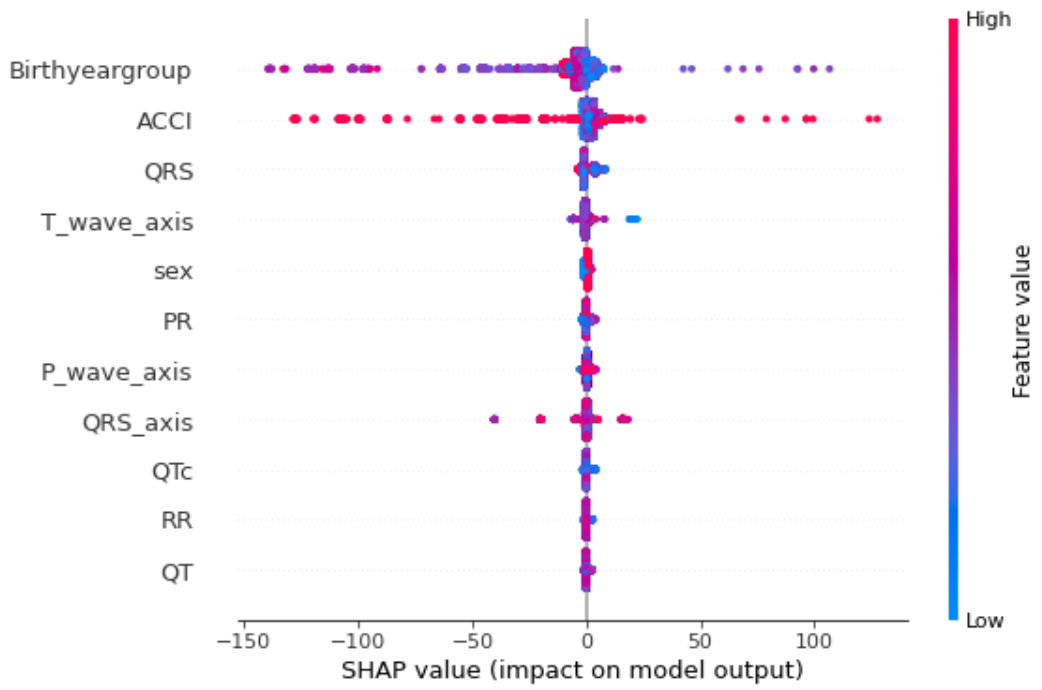 High
Birthyeargroup
ACCI
QRS
T_wave_axis
sex
PR
P_wave_axis
QRS_axis
QTc
RR
QT
Feature value
Low
−150 −100 −50 0 50 100
SHAP value (impact on model output)